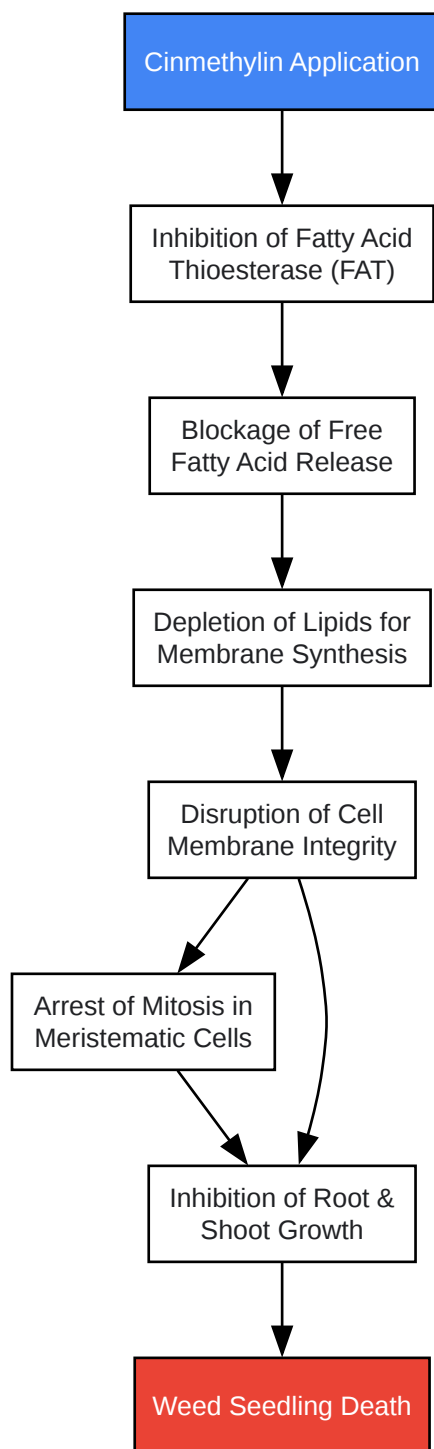 Cinmethylin Application
Inhibition of Fatty Acid
Thioesterase (FAT)
Blockage of Free
Fatty Acid Release
Depletion of Lipids for
Membrane Synthesis
Disruption of Cell
Membrane Integrity
Arrest of Mitosis in
Meristematic Cells
Inhibition of Root &
Shoot Growth
Weed Seedling Death